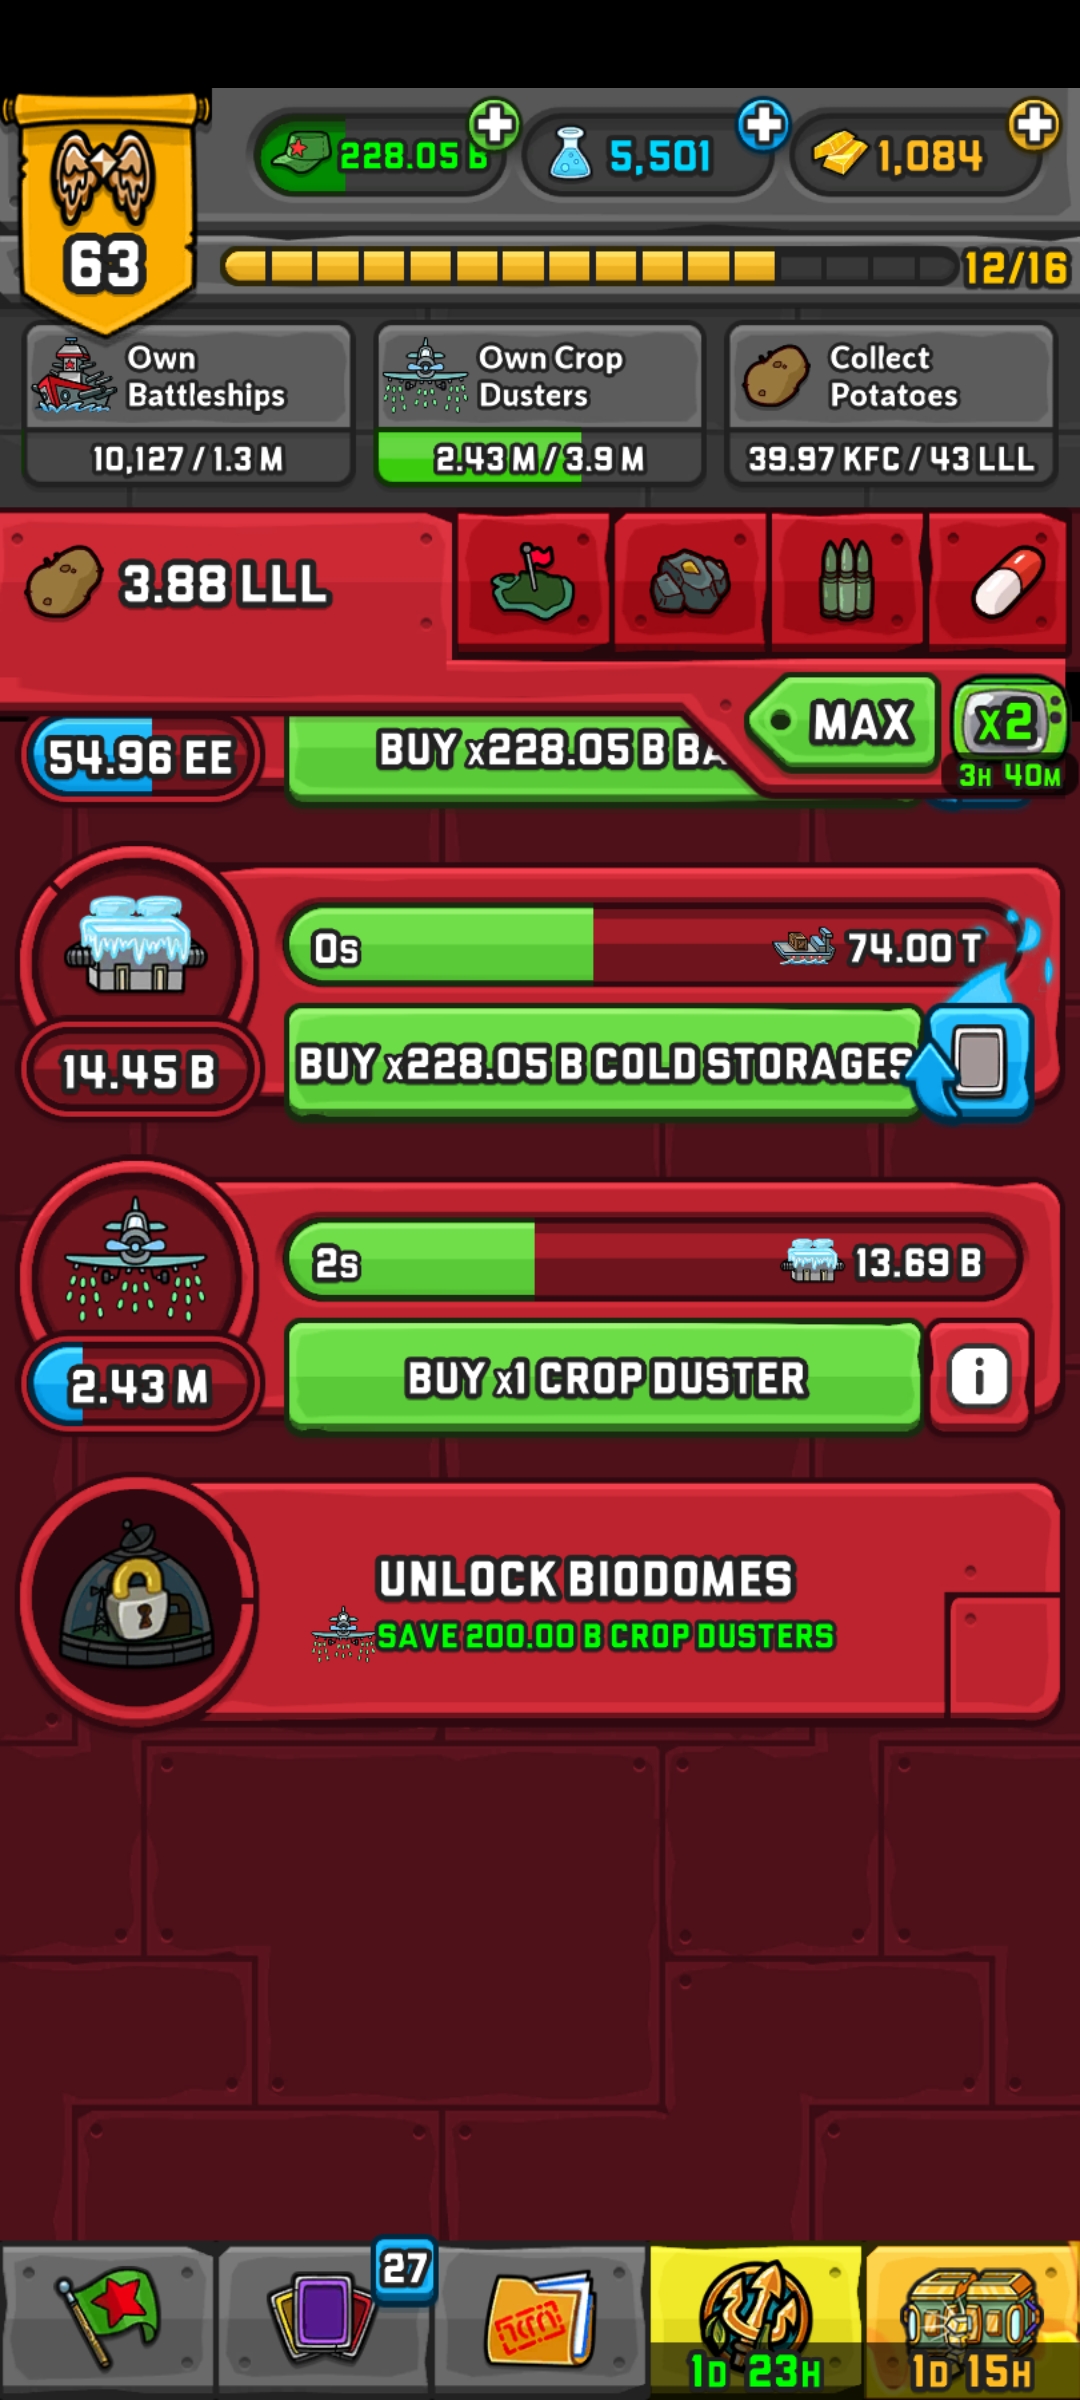 228.05 B
5,501
1,084
63
12/16
Own Battleships
10,127 / 1.3 M
Own Crop Dusters
2.43 M / 3.9 M
Collect Potatoes
39.97 KFC / 43 LLL
3.88 LLL
MAX
x2
3H 40M
54.96 EE
BUY x228.05 B BA
0s
74.00 T
14.45 B
BUY x228.05 B COLD STORAGES
2s
13.69 B
2.43 M
BUY x1 CROP DUSTER
i
UNLOCK BIODOMES
SAVE 200.00 B CROP DUSTERS
27
1D 23H
1D 15H